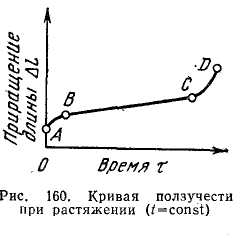 Приращение
длины ΔL
A
B
C
D
0
Время τ
Рис. 160. Кривая ползучести
при растяжении (t=const)